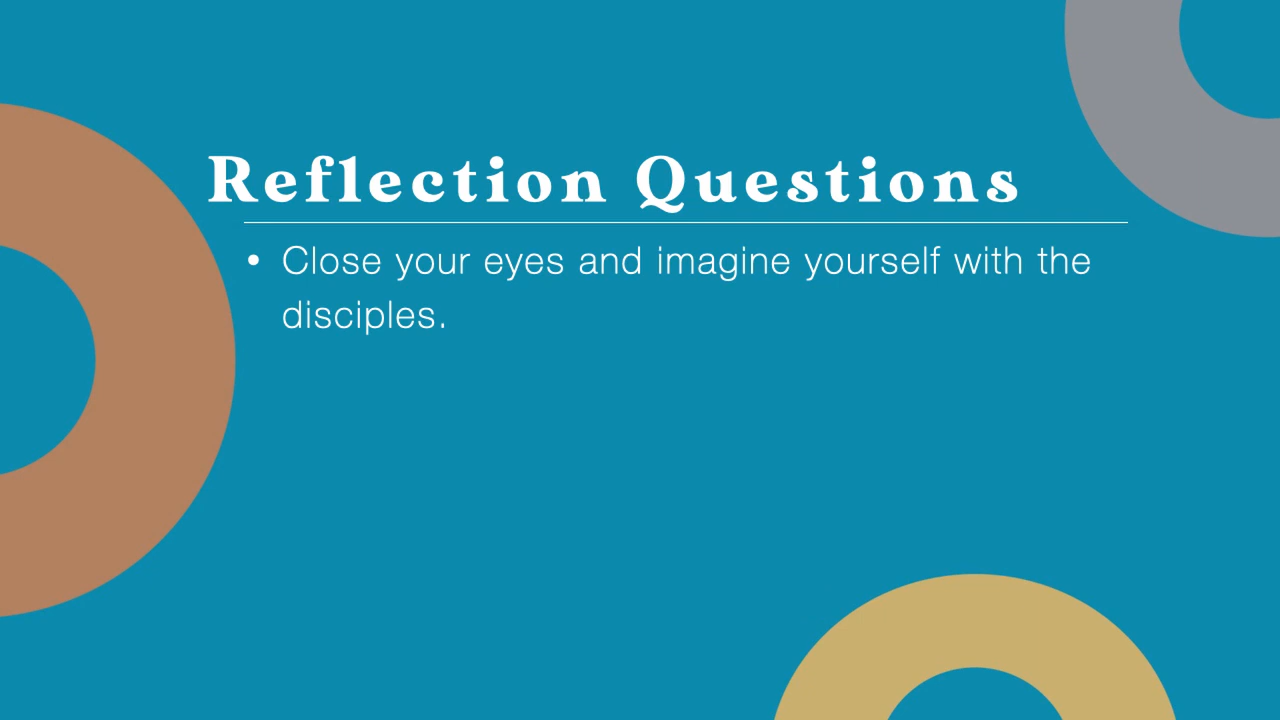 Reflection Questions
• Close your eyes and imagine yourself with the
disciples.